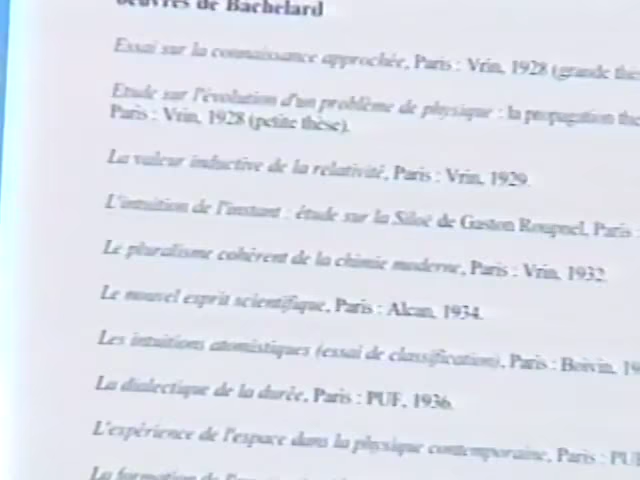 oeuvres de Bachelard
Essai sur la connaissance approchée, Paris : Vrin, 1928 (grande
Etude sur l'évolution d'un problème de physique : la propagation
Paris : Vrin, 1928 (petite thèse).
La valeur inductive de la relativité, Paris : Vrin, 1929.
L'intuition de l'instant : étude sur la Siloë de Gaston Roupnel, Paris :
Le pluralisme cohérent de la chimie moderne, Paris : Vrin, 1932.
Le nouvel esprit scientifique, Paris : Alcan, 1934.
Les intuitions atomistiques (essai de classification), Paris : Boivin,
La dialectique de la durée, Paris : PUF, 1936.
L'expérience de l'espace dans la physique contemporaine, Paris : PUF
La formation de